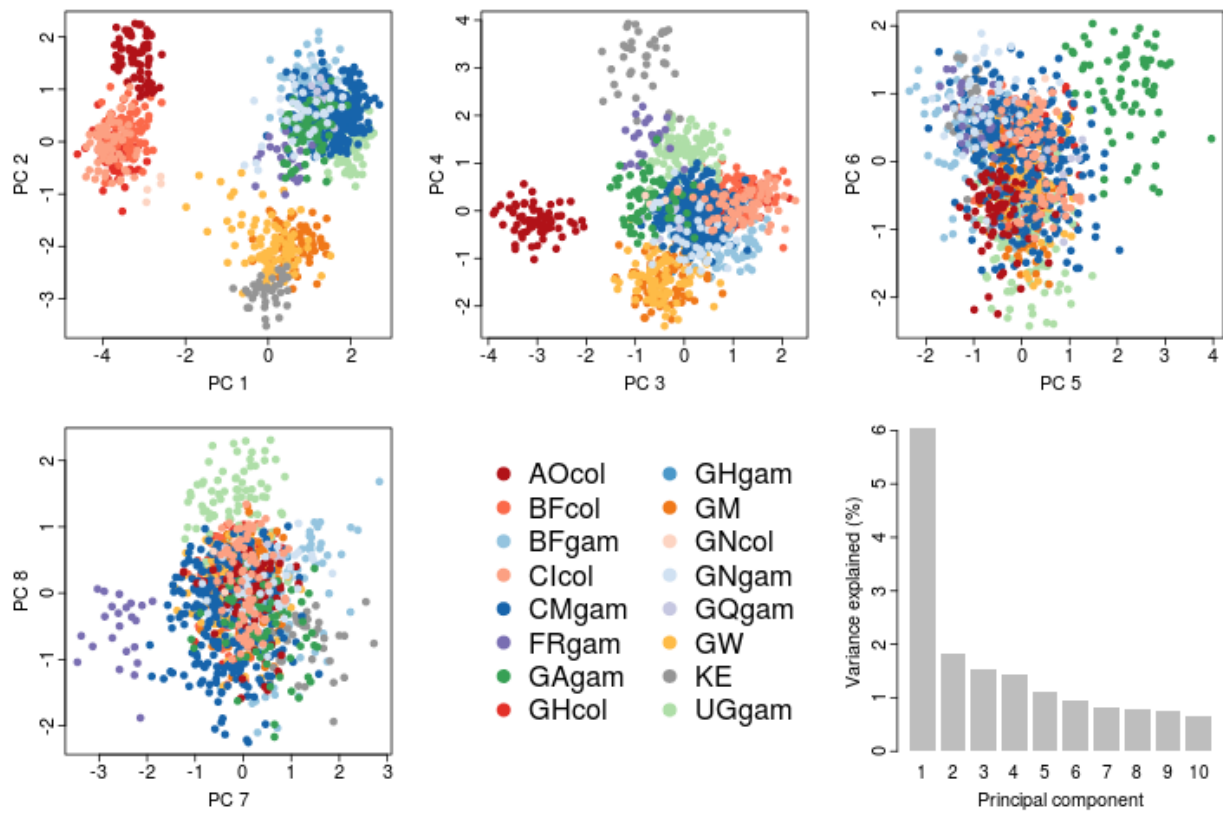 2
1
0
-1
-2
-3
PC 2
-4
-2
0
2
PC 1
4
3
2
1
0
-1
-2
PC 4
-4
-3
-2
-1
0
1
2
PC 3
2
1
0
-1
-2
PC 6
-2
-1
0
1
2
3
4
PC 5
2
1
0
-1
-2
PC 8
-3
-2
-1
0
1
2
3
PC 7
AOcol
BFcol
BFgam
CIcol
CMgam
FRgam
GAgam
GHcol
GHgam
GM
GNcol
GNgam
GQgam
GW
KE
UGgam
6
5
4
3
2
1
0
Variance explained (%)
1 2 3 4 5 6 7 8 9 10
Principal component